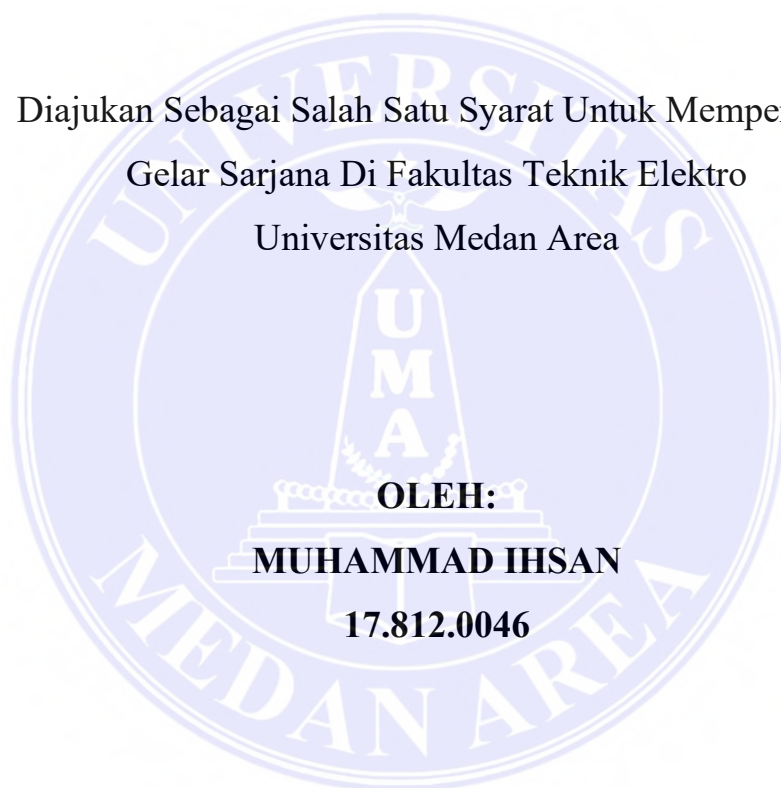 Diajukan Sebagai Salah Satu Syarat Untuk
Gelar Sarjana Di Fakultas Teknik Elektro
Universitas Medan Area
UNIVERSITAS
UMA
OLEH:
MUHAMMAD IHSAN
17.812.0046
MEDAN AREA